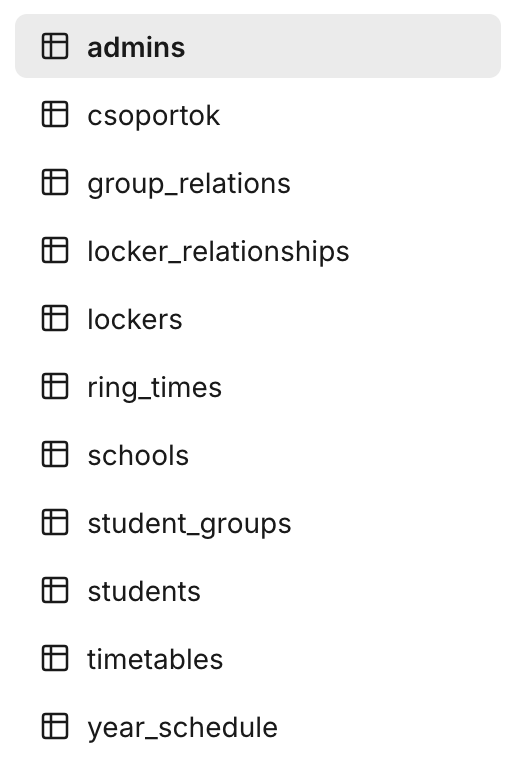 admins
csoportok
group_relations
locker_relationships
lockers
ring_times
schools
student_groups
students
timetables
year_schedule